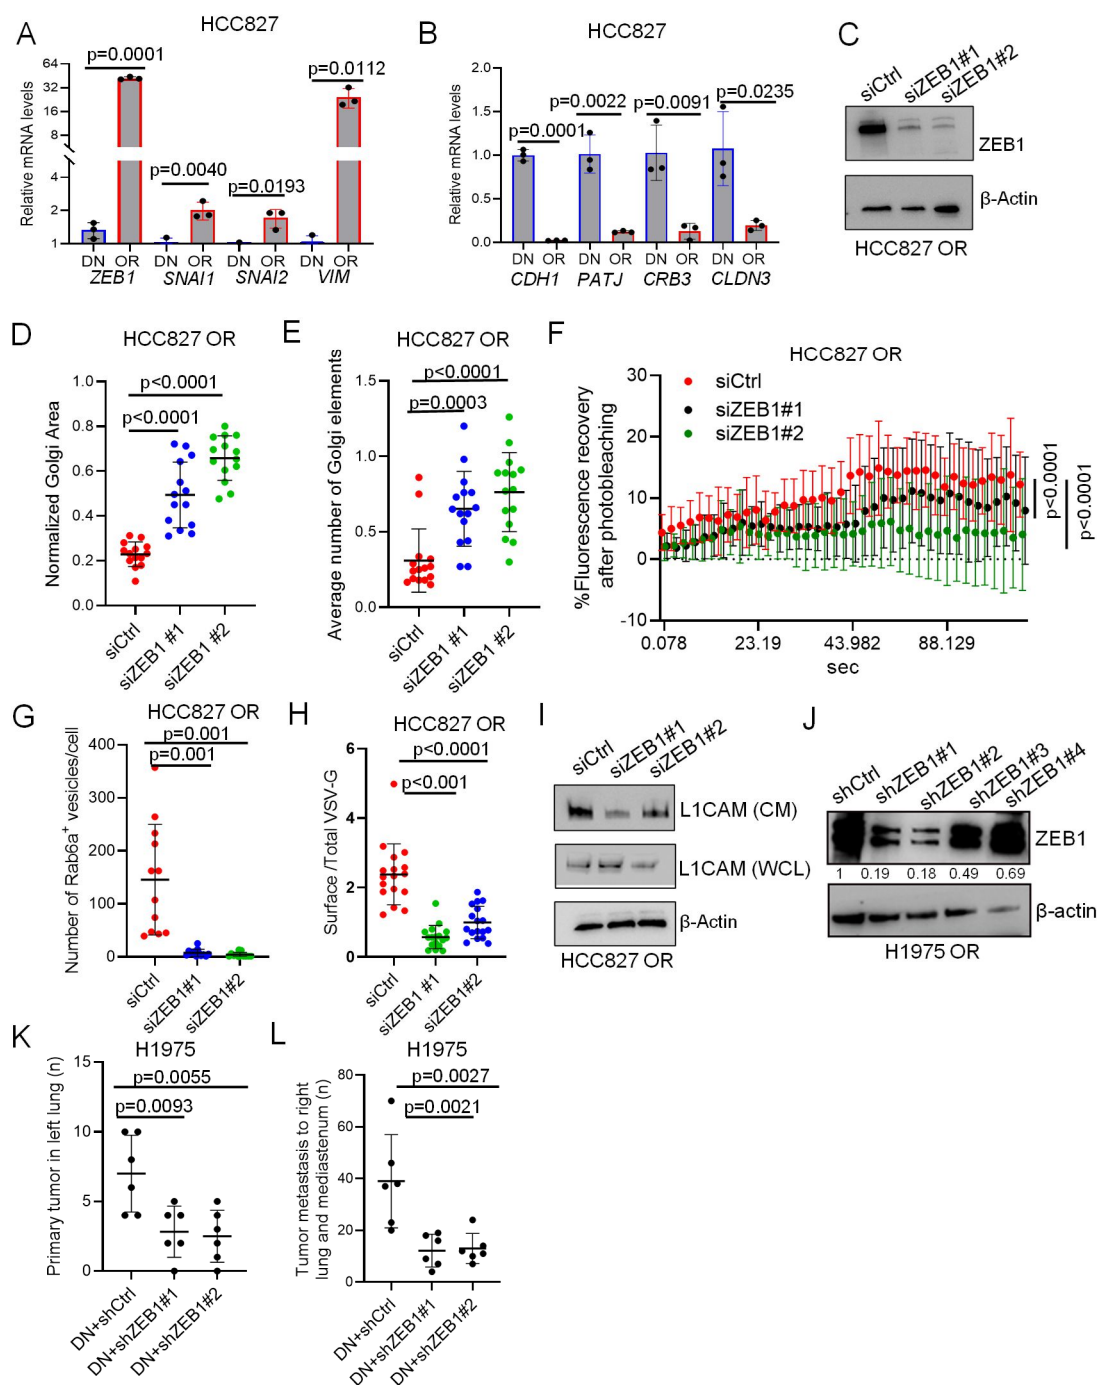 A
HCC827
Relative mRNA levels
64
32
16
8
4
2
1
p=0.0001
p=0.0040
p=0.0193
p=0.0112
DN OR DN OR DN OR DN OR
ZEB1 SNAI1 SNAI2 VIM
B
HCC827
Relative mRNA levels
2.0
1.5
1.0
0.5
0.0
p=0.0001
p=0.0022
p=0.0091
p=0.0235
DN OR DN OR DN OR DN OR
CDH1 PATJ CRB3 CLDN3
C
siCtrl
siZEB1#1
siZEB1#2
ZEB1
β-Actin
HCC827 OR
D
HCC827 OR
Normalized Golgi Area
1.0
0.8
0.6
0.4
0.2
0.0
p<0.0001
p<0.0001
siCtrl
siZEB1 #1
siZEB1 #2
E
HCC827 OR
Average number of Golgi elements
1.5
1.0
0.5
0.0
p<0.0001
p=0.0003
siCtrl
siZEB1 #1
siZEB1 #2
F
HCC827 OR
%Fluorescence recovery
after photobleaching
30
20
10
0
-10
siCtrl
siZEB1#1
siZEB1#2
p<0.0001
p<0.0001
0.078 23.19 43.982 88.129
sec
G
HCC827 OR
Number of Rab6a⁺ vesicles/cell
400
300
200
100
0
p=0.001
p=0.001
siCtrl
siZEB1#1
siZEB1#2
H
HCC827 OR
Surface /Total VSV-G
6
4
2
0
p<0.0001
p<0.001
siCtrl
siZEB1 #1
siZEB1#2
I
siCtrl
siZEB1#1
siZEB1#2
L1CAM (CM)
L1CAM (WCL)
β-Actin
HCC827 OR
J
shCtrl
shZEB1#1
shZEB1#2
shZEB1#3
shZEB1#4
ZEB1
1 0.19 0.18 0.49 0.69
β-actin
H1975 OR
K
H1975
Primary tumor in left lung (n)
15
10
5
0
p=0.0055
p=0.0093
DN+shCtrl
DN+shZEB1#1
DN+shZEB1#2
L
H1975
Tumor metastasis to right
lung and mediastenum (n)
80
60
40
20
0
p=0.0027
p=0.0021
DN+shCtrl
DN+shZEB1#1
DN+shZEB1#2